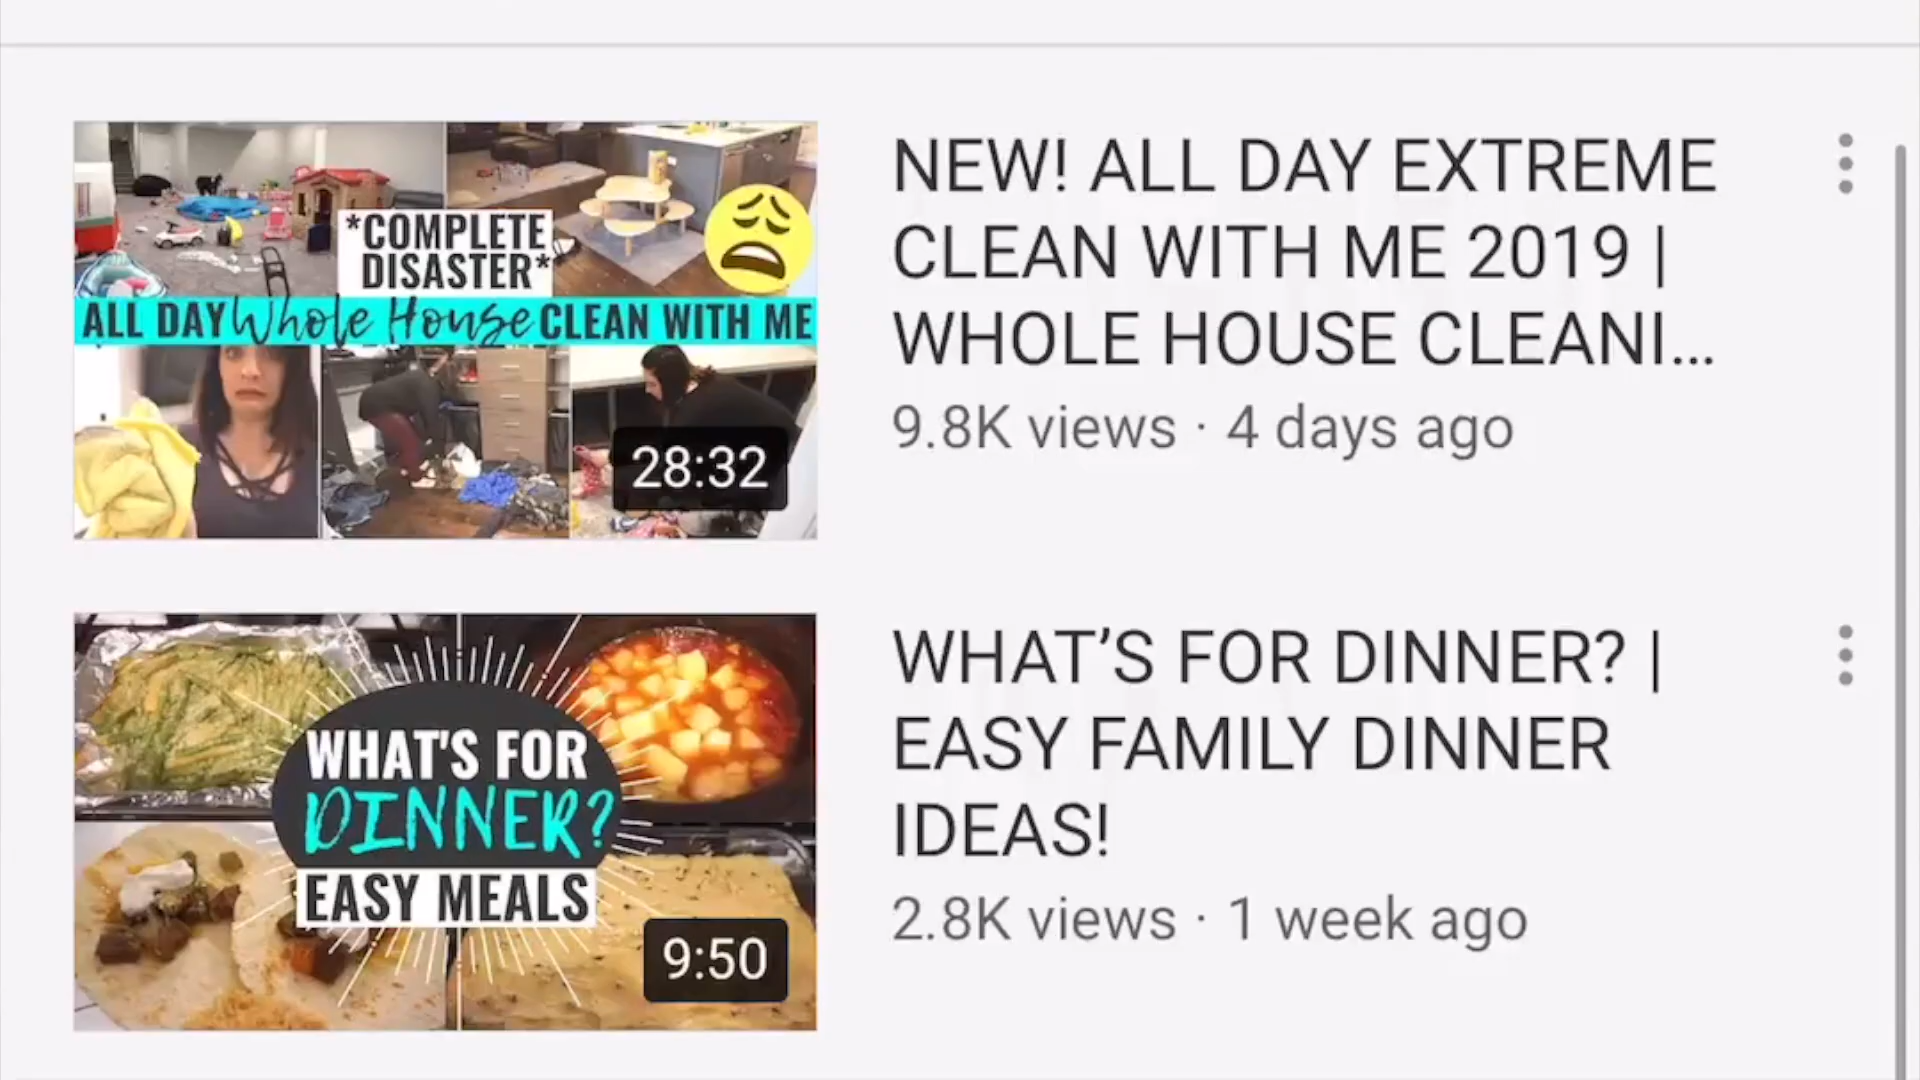 *COMPLETE
DISASTER*
ALL DAY Whole House CLEAN WITH ME
28:32
NEW! ALL DAY EXTREME
CLEAN WITH ME 2019 |
WHOLE HOUSE CLEANI...
9.8K views · 4 days ago
WHAT'S FOR
DINNER?
EASY MEALS
9:50
WHAT’S FOR DINNER? |
EASY FAMILY DINNER
IDEAS!
2.8K views · 1 week ago